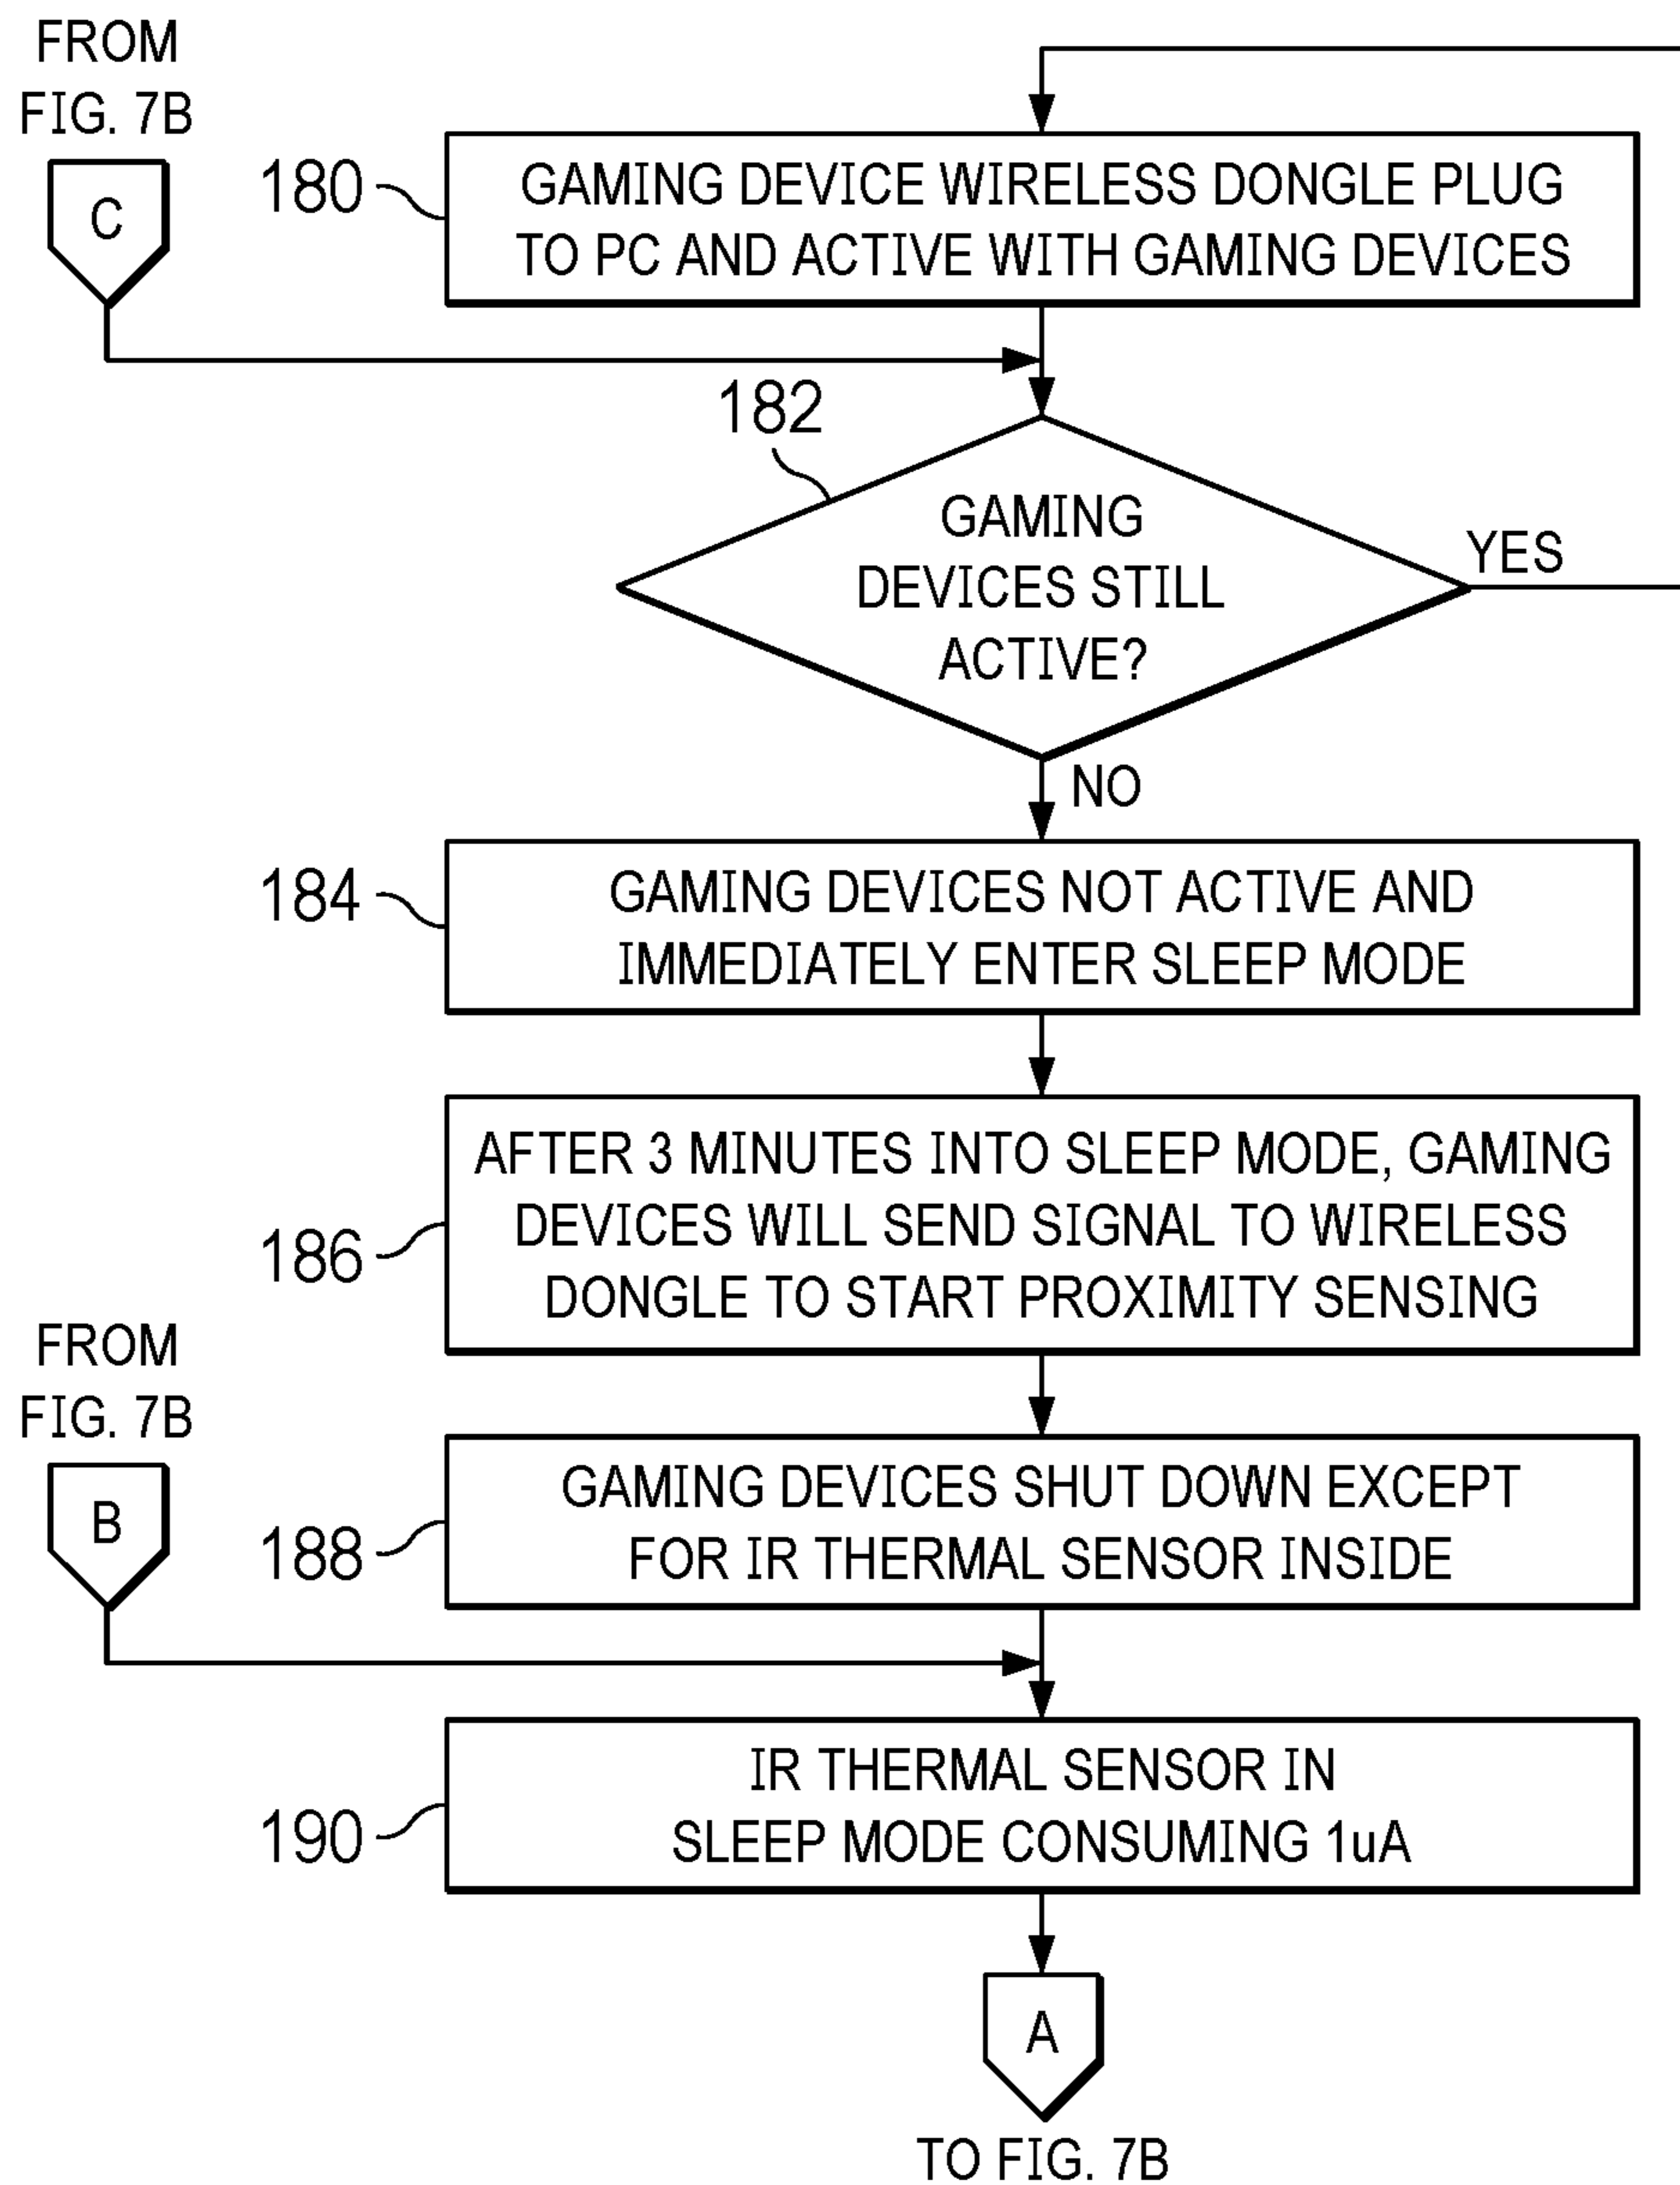 FROM
FIG. 7B
C
180
GAMING DEVICE WIRELESS DONGLE PLUG
TO PC AND ACTIVE WITH GAMING DEVICES
182
GAMING
DEVICES STILL
ACTIVE?
YES
NO
184
GAMING DEVICES NOT ACTIVE AND
IMMEDIATELY ENTER SLEEP MODE
186
AFTER 3 MINUTES INTO SLEEP MODE, GAMING
DEVICES WILL SEND SIGNAL TO WIRELESS
DONGLE TO START PROXIMITY SENSING
FROM
FIG. 7B
B
188
GAMING DEVICES SHUT DOWN EXCEPT
FOR IR THERMAL SENSOR INSIDE
190
IR THERMAL SENSOR IN
SLEEP MODE CONSUMING 1uA
A
TO FIG. 7B